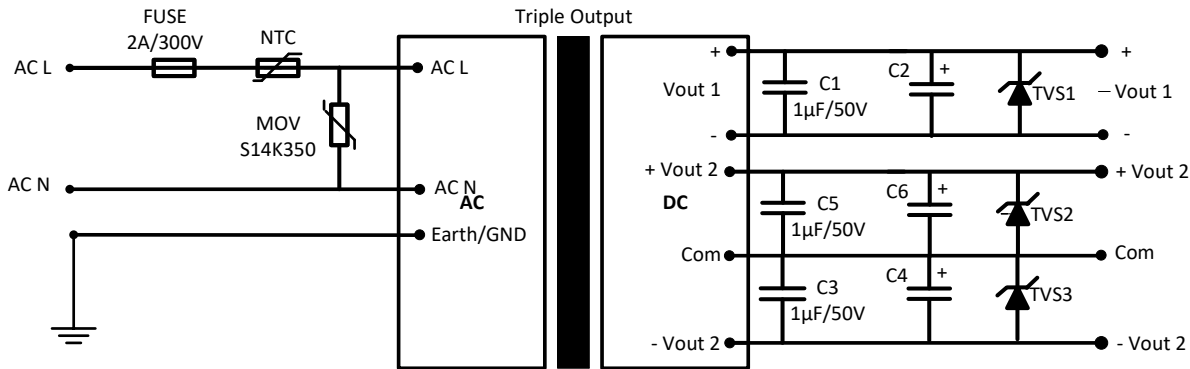 Triple Output
FUSE
2A/300V
NTC
AC L
AC L
MOV
S14K350
AC N
AC N
AC
Earth/GND
+
Vout 1
-
+ Vout 2
DC
Com
- Vout 2
C1
1µF/50V
C2
+
TVS1
+
Vout 1
-
C5
1µF/50V
C6
+
TVS2
+ Vout 2
Com
C3
1µF/50V
C4
+
TVS3
- Vout 2